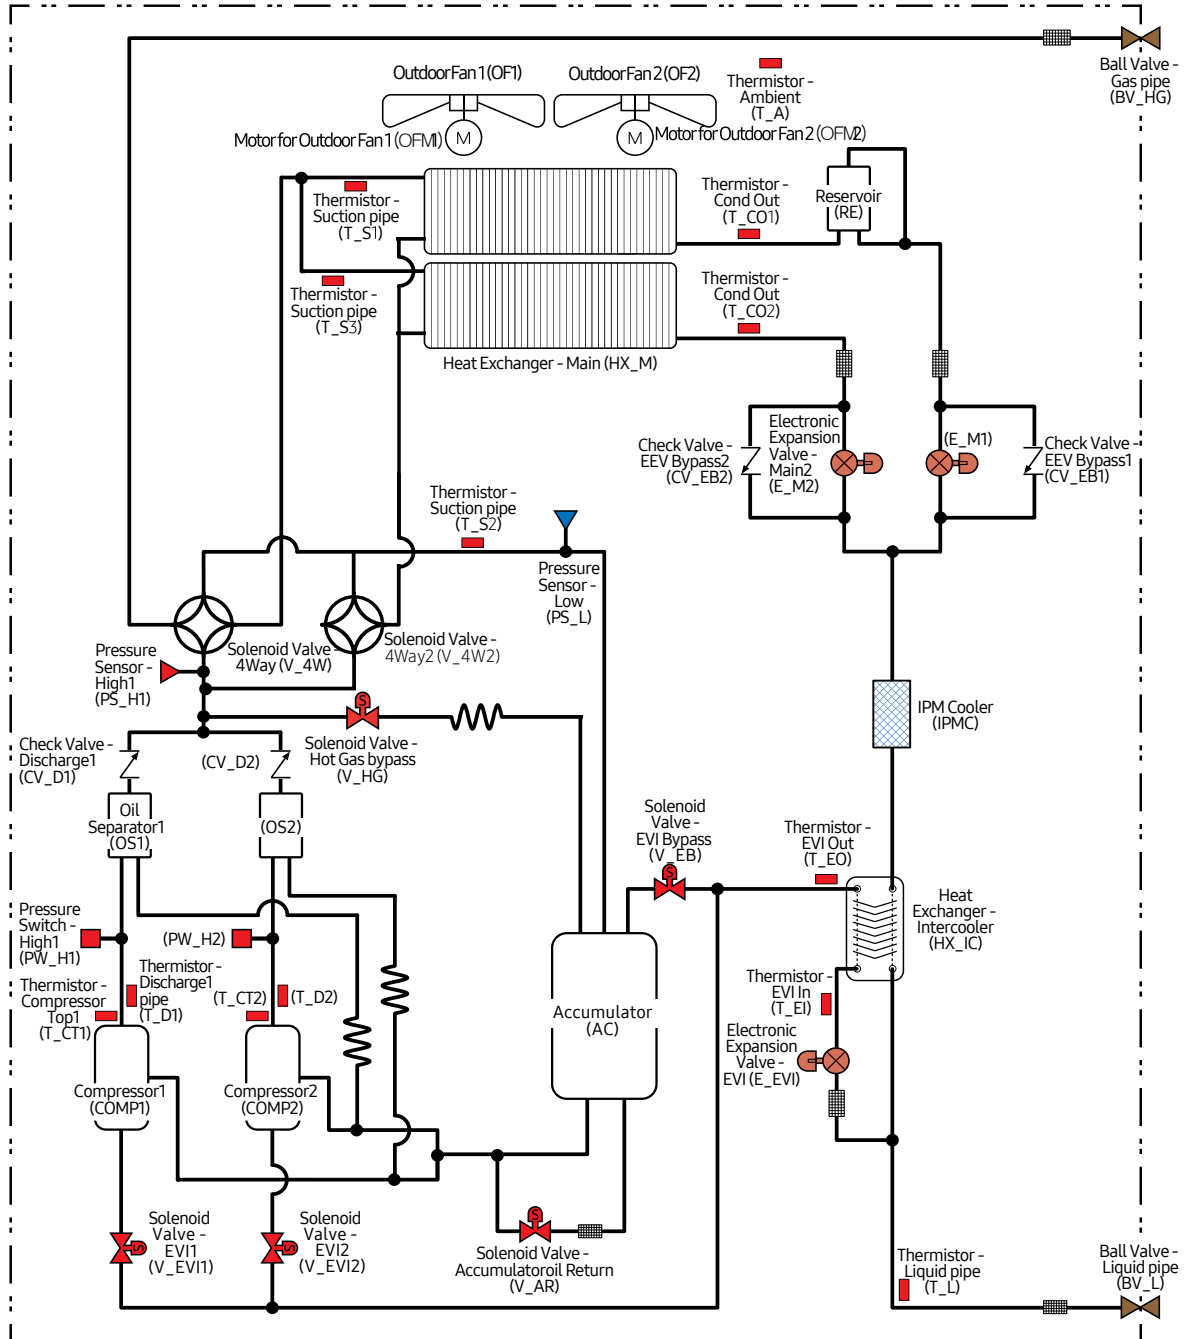 Ball Valve -
Gas pipe
(BV_HG)
Outdoor Fan 1 (OF1)
Outdoor Fan 2 (OF2)
Thermistor -
Ambient
(T_A)
Motor for Outdoor Fan 1 (OFM1)
M
M
Motor for Outdoor Fan 2 (OFM2)
Thermistor -
Suction pipe
(T_S1)
Thermistor -
Cond Out
(T_CO1)
Reservoir
(RE)
Thermistor -
Suction pipe
(T_S3)
Thermistor -
Cond Out
(T_CO2)
Heat Exchanger - Main (HX_M)
Check Valve -
EEV Bypass2
(CV_EB2)
Electronic
Expansion
Valve -
Main2
(E_M2)
(E_M1)
Check Valve -
EEV Bypass1
(CV_EB1)
Thermistor -
Suction pipe
(T_S2)
Pressure
Sensor -
Low
(PS_L)
Pressure
Sensor -
High1
(PS_H1)
Solenoid Valve -
4Way (V_4W)
Solenoid Valve -
4Way2 (V_4W2)
IPM Cooler
(IPMC)
Check Valve -
Discharge1
(CV_D1)
(CV_D2)
S
Solenoid Valve -
Hot Gas bypass
(V_HG)
Oil
Separator1
(OS1)
(OS2)
Solenoid
Valve -
EVI Bypass
(V_EB)
S
Thermistor -
EVI Out
(T_EO)
Heat
Exchanger -
Intercooler
(HX_IC)
Pressure
Switch -
High1
(PW_H1)
(PW_H2)
Thermistor -
Compressor
Top1
(T_CT1)
Thermistor -
Discharge1
pipe
(T_D1)
(T_CT2)
(T_D2)
Accumulator
(AC)
Thermistor -
EVI In
(T_EI)
Electronic
Expansion
Valve -
EVI (E_EVI)
Compressor1
(COMP1)
Compressor2
(COMP2)
S
Solenoid
Valve -
EVI1
(V_EVI1)
S
Solenoid
Valve -
EVI2
(V_EVI2)
S
Solenoid Valve -
Accumulatoroil Return
(V_AR)
Thermistor -
Liquid pipe
(T_L)
Ball Valve -
Liquid pipe
(BV_L)